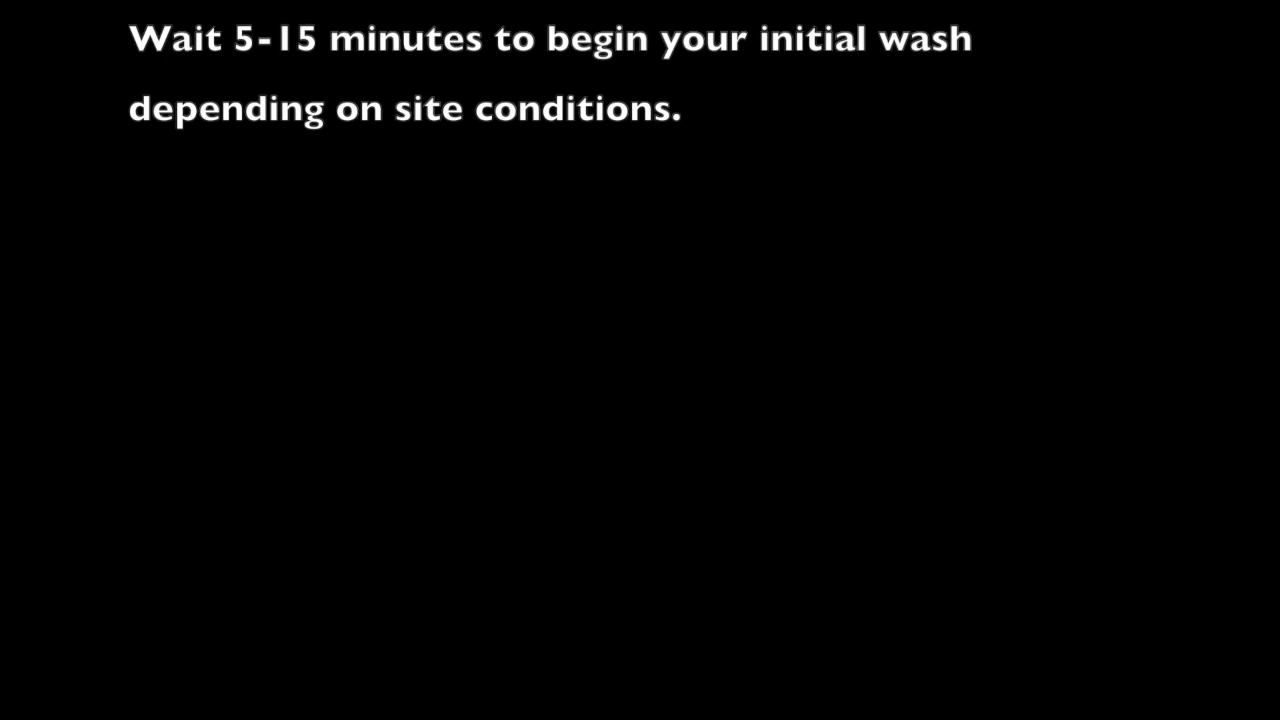 Wait 5-15 minutes to begin your initial wash
depending on site conditions.